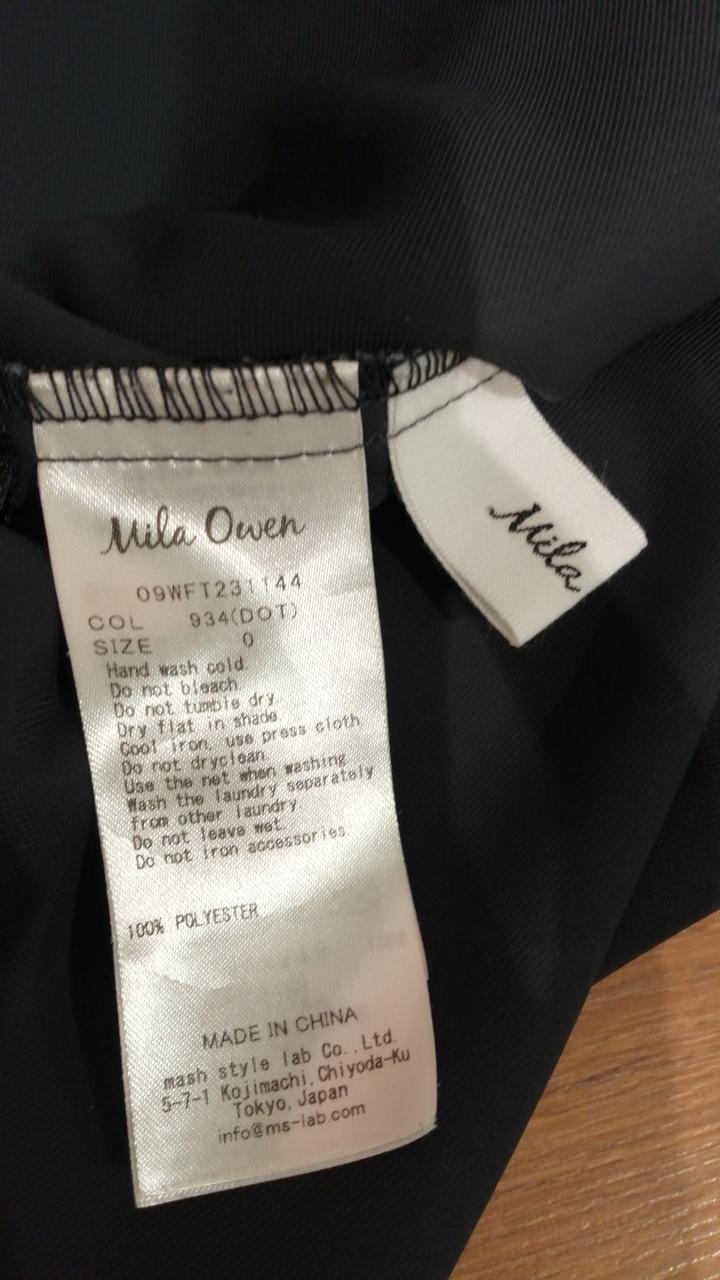 Mila Owen
09WFT231144
COL 934(DOT)
SIZE 0
Hand wash cold.
Do not bleach.
Do not tumble dry.
Dry flat in shade.
Cool iron, use press cloth.
Do not dryclean.
Use the net when washing.
Wash the laundry separately
from other laundry.
Do not leave wet.
Do not iron accessories.
100% POLYESTER
MADE IN CHINA
mash style lab Co.,Ltd.
5-7-1 Kojimachi,Chiyoda-Ku
Tokyo,Japan
info@ms-lab.com
Mila